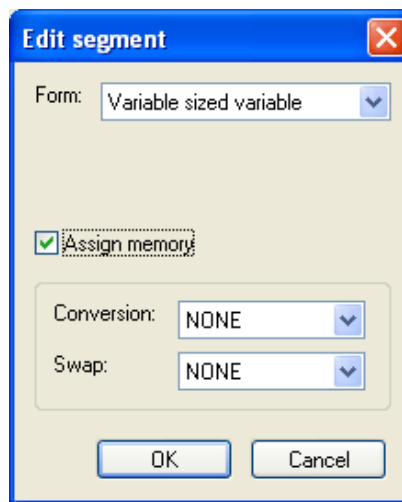 Edit segment
Form: Variable sized variable
Assign memory
Conversion: NONE
Swap: NONE
OK Cancel